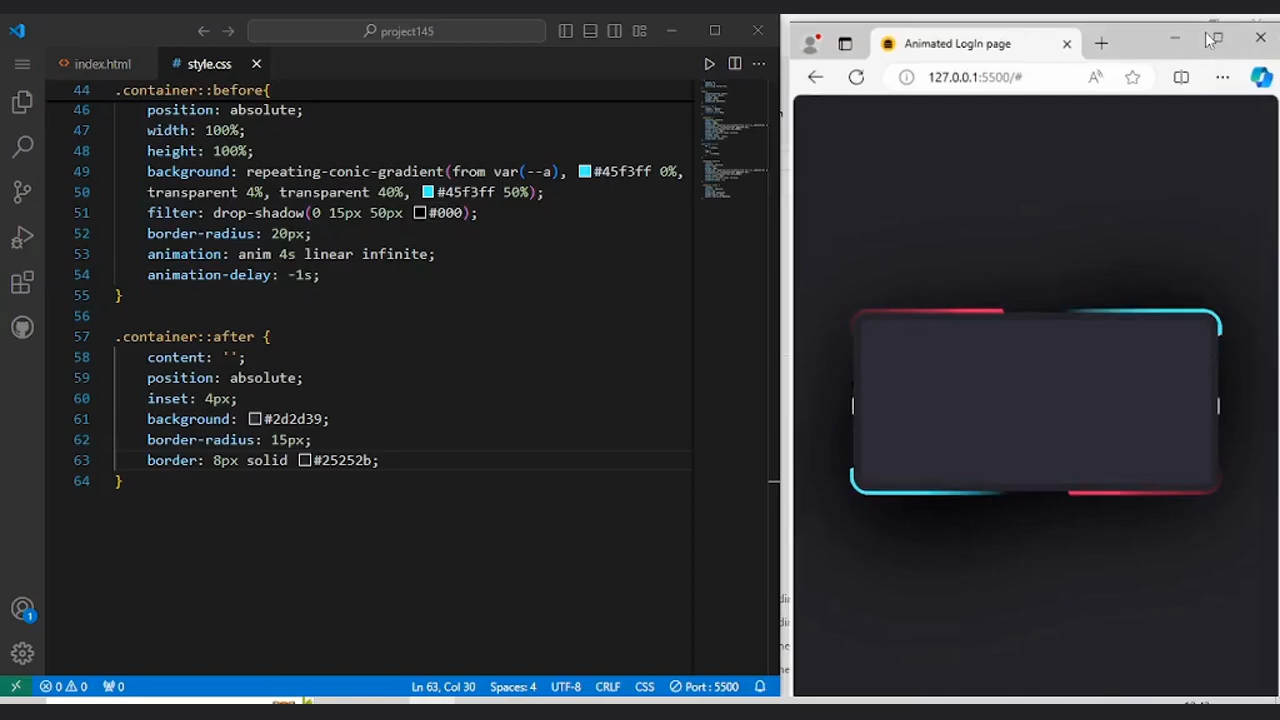 project145
index.html
style.css
44 .container::before{
46 position: absolute;
47 width: 100%;
48 height: 100%;
49 background: repeating-conic-gradient(from var(--a), #45f3ff 0%,
50 transparent 4%, transparent 40%, #45f3ff 50%);
51 filter: drop-shadow(0 15px 50px #000);
52 border-radius: 20px;
53 animation: anim 4s linear infinite;
54 animation-delay: -1s;
55 }
56
57 .container::after {
58 content: '';
59 position: absolute;
60 inset: 4px;
61 background: #2d2d39;
62 border-radius: 15px;
63 border: 8px solid #25252b;
64 }
1
0 0 0 Ln 63, Col 30 Spaces: 4 UTF-8 CRLF CSS Port : 5500
Animated LogIn page
127.0.0.1:5500/#